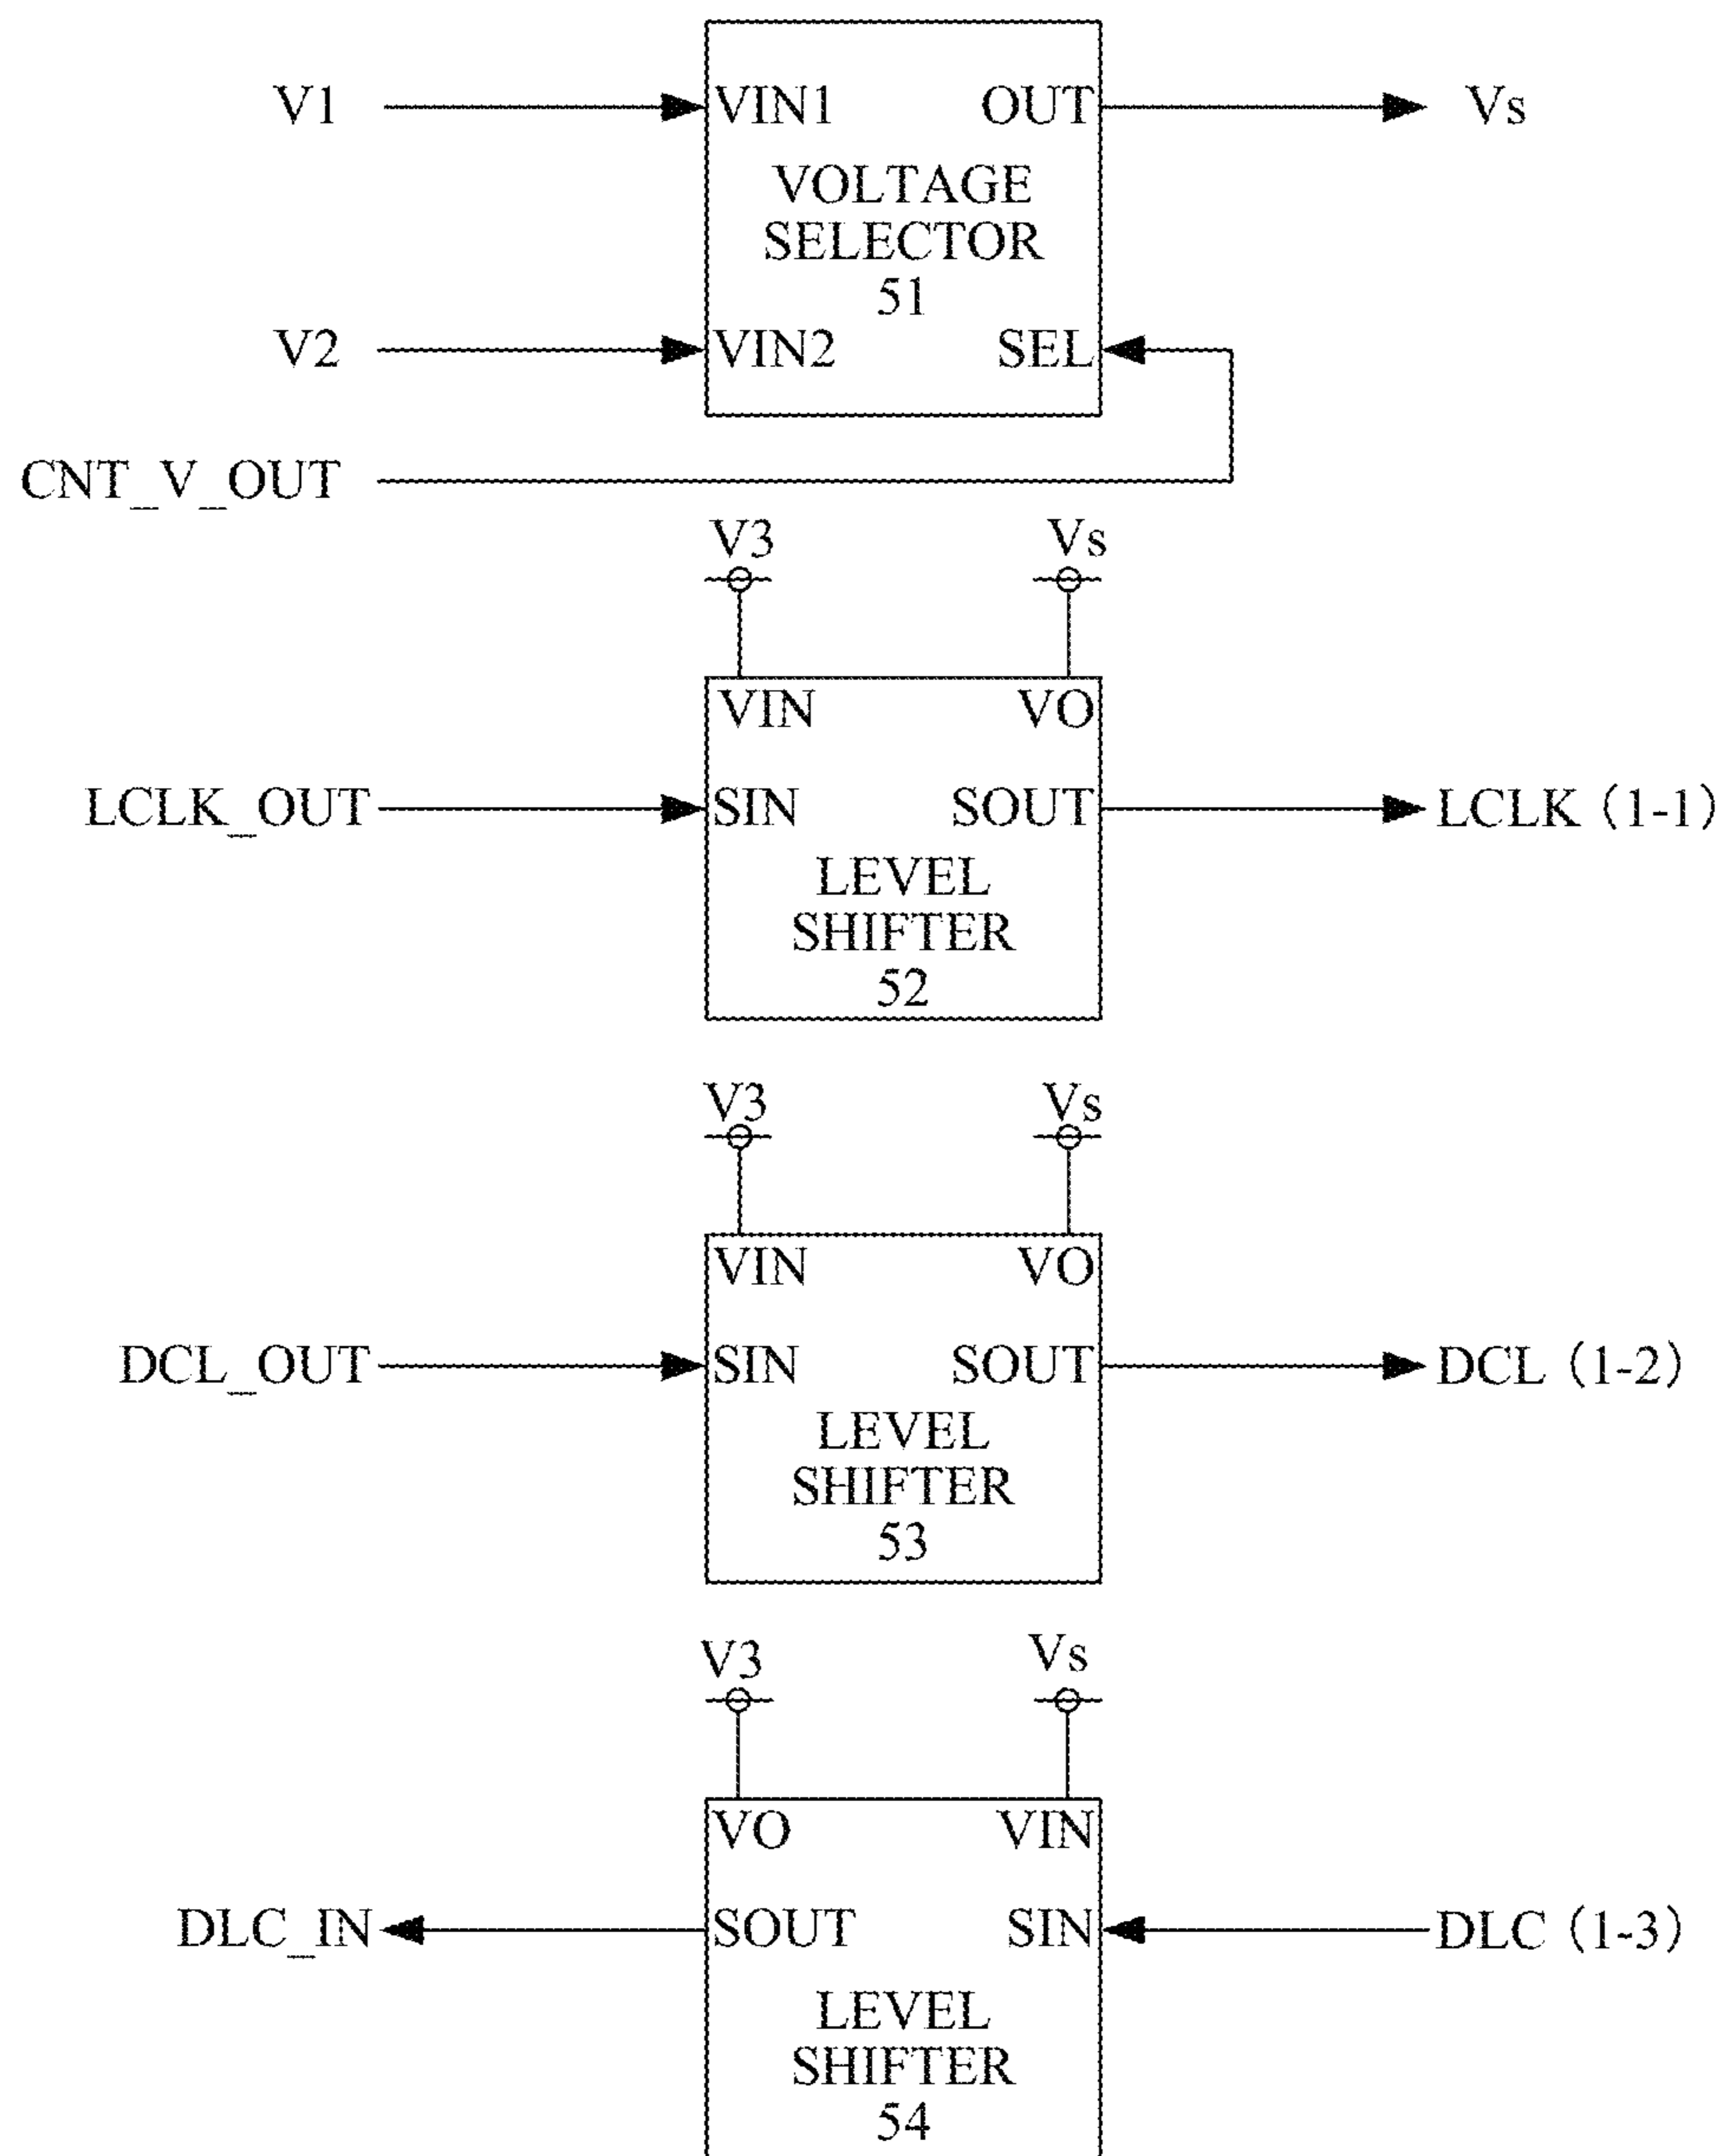 V1
VIN1
OUT
Vs
VOLTAGE
SELECTOR
51
V2
VIN2
SEL
CNT_V_OUT
V3
Vs
VIN
VO
LCLK_OUT
SIN
SOUT
LCLK (1-1)
LEVEL
SHIFTER
52
V3
Vs
VIN
VO
DCL_OUT
SIN
SOUT
DCL (1-2)
LEVEL
SHIFTER
53
V3
Vs
VO
VIN
DLC_IN
SOUT
SIN
DLC (1-3)
LEVEL
SHIFTER
54